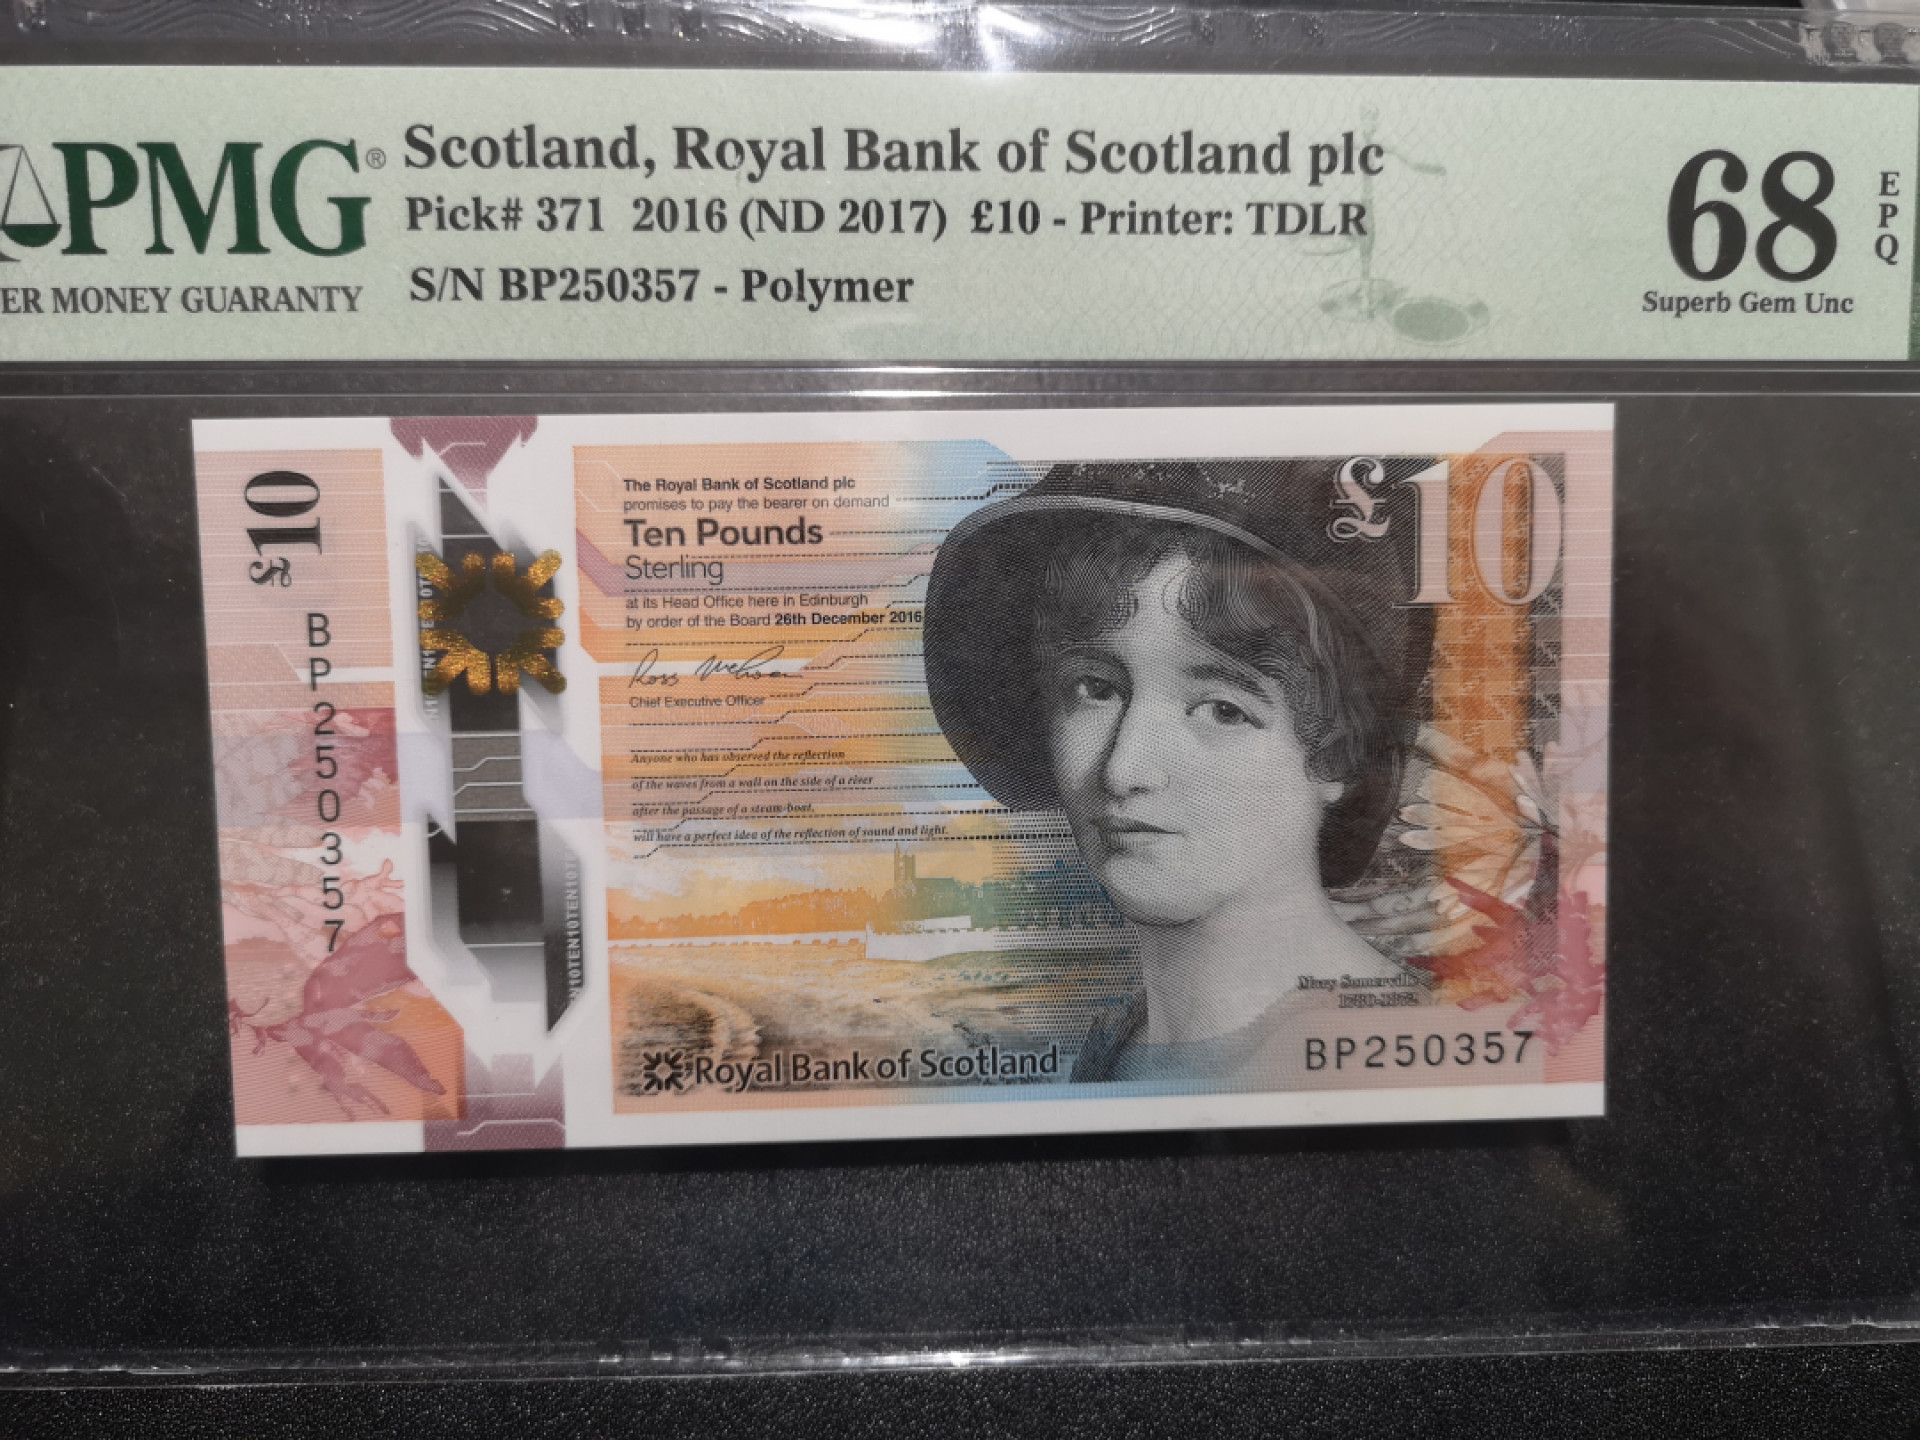 PMG®
ER MONEY GUARANTY
Scotland, Royal Bank of Scotland plc
Pick# 371 2016 (ND 2017) £10 - Printer: TDLR
S/N BP250357 - Polymer
68
EPQ
Superb Gem Unc
£10
BP250357
The Royal Bank of Scotland plc
promises to pay the bearer on demand
Ten Pounds
Sterling
at its Head Office here in Edinburgh
by order of the Board 26th December 2016
Ross McEwan
Chief Executive Officer
Anyone who has observed the reflection
of the waves from a wall on the side of a river
after the passage of a steam-boat,
will have a perfect idea of the reflection of sound and light.
£10
N10TEN10TEN101
Mary Somerville
1780-1872
BP250357
Royal Bank of Scotland